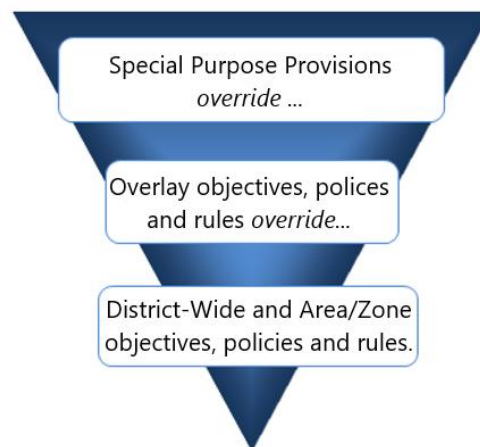 Special Purpose Provisions
override ...
Overlay objectives, polices
and rules override...
District-Wide and Area/Zone
objectives, policies and rules.